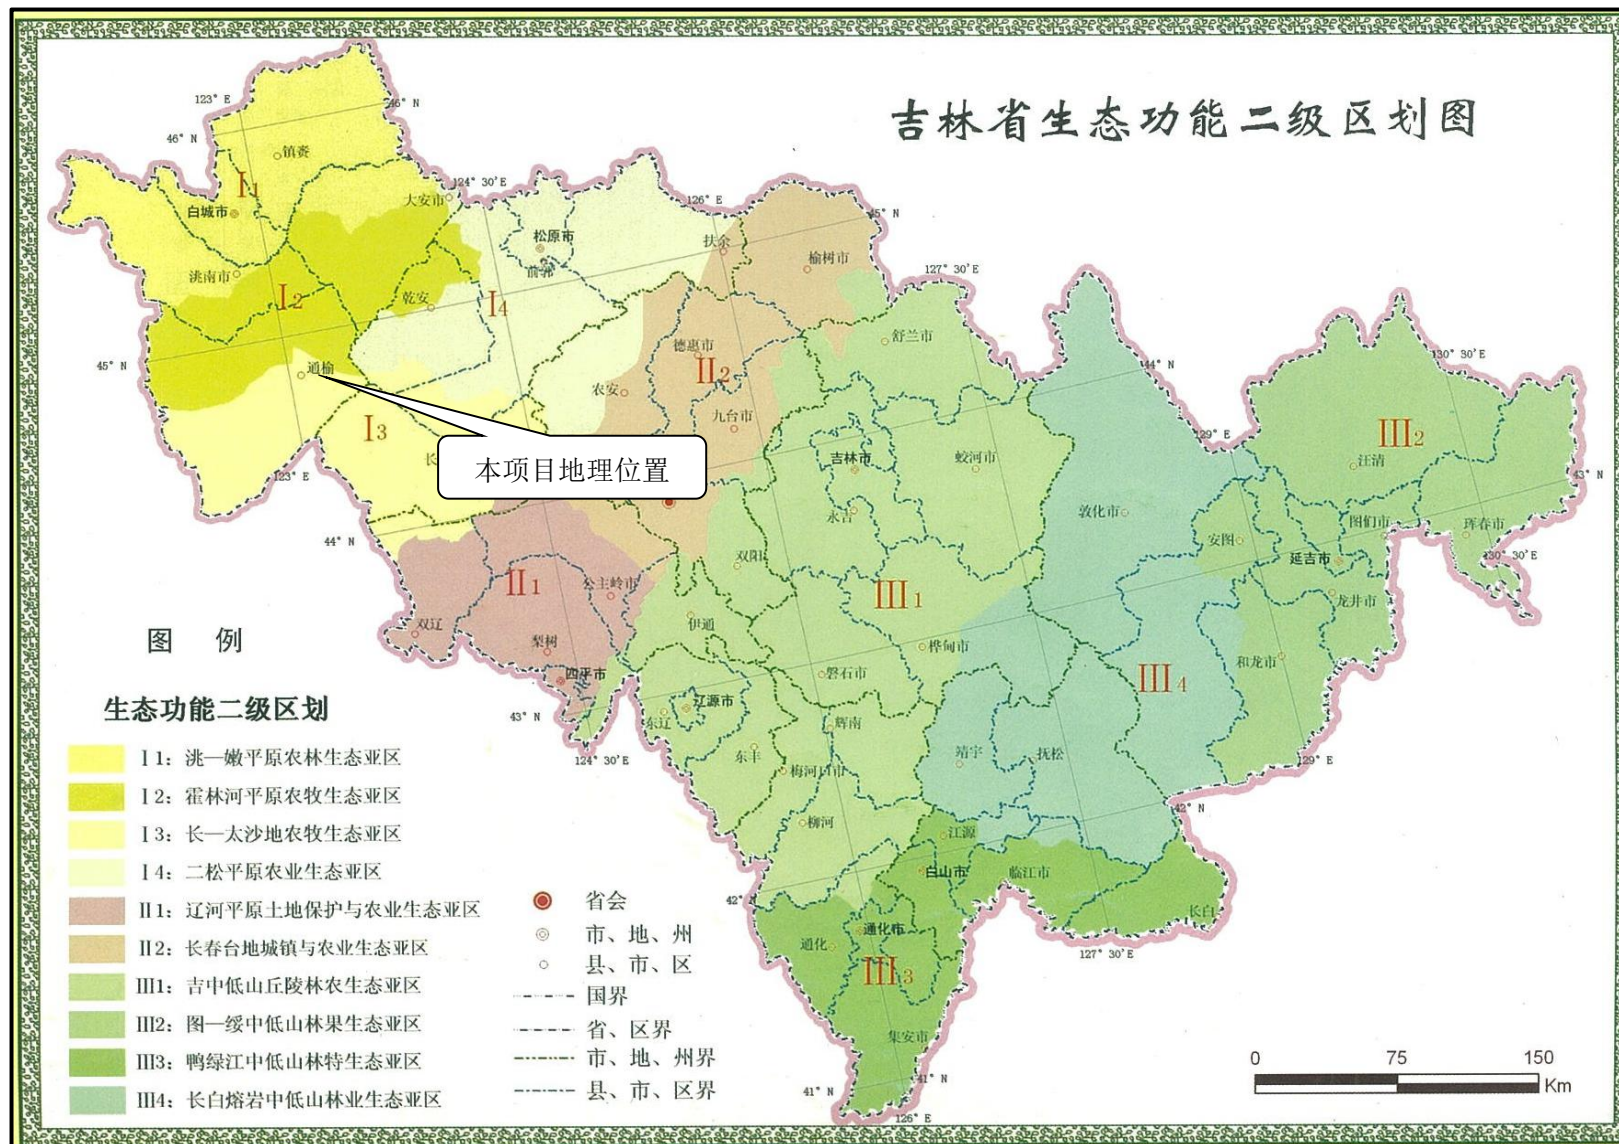 吉林省生态功能二级区划图
123° E
46° N
46° N
镇赉
I1
白城市
大安市
124° 30'E
126° E
45° N
松原市
前郭
扶余
榆树市
洮南市
I2
乾安
I4
127° 30'E
45° N
通榆
德惠市
II2
舒兰市
44° N
130° 30'E
农安
九台市
I3
长
本项目地理位置
吉林市
蛟河市
129° E
III2
汪清
43° N
123° E
永吉
敦化市
安图
图们市
珲春市
44° N
双阳
延吉市
130° 30'E
II1
公主岭市
III1
龙井市
双辽
伊通
梨树
桦甸市
和龙市
四平市
磐石市
III4
43° N
东辽
辽源市
辉南
124° 30'E
东丰
梅河口市
靖宇
抚松
129° E
柳河
42° N
江源
42° N
白山市
临江市
长白
通化
通化市
127° 30'E
III3
集安市
41° N
41° N
126° E
图 例
生态功能二级区划
I1：洮—嫩平原农林生态亚区
I2：霍林河平原农牧生态亚区
I3：长—太沙地农牧生态亚区
I4：二松平原农业生态亚区
II1：辽河平原土地保护与农业生态亚区
II2：长春台地城镇与农业生态亚区
III1：吉中低山丘陵林农生态亚区
III2：图—绥中低山林果生态亚区
III3：鸭绿江中低山林特生态亚区
III4：长白熔岩中低山林业生态亚区
省会
市、地、州
县、市、区
国界
省、区界
市、地、州界
县、市、区界
0 75 150
Km